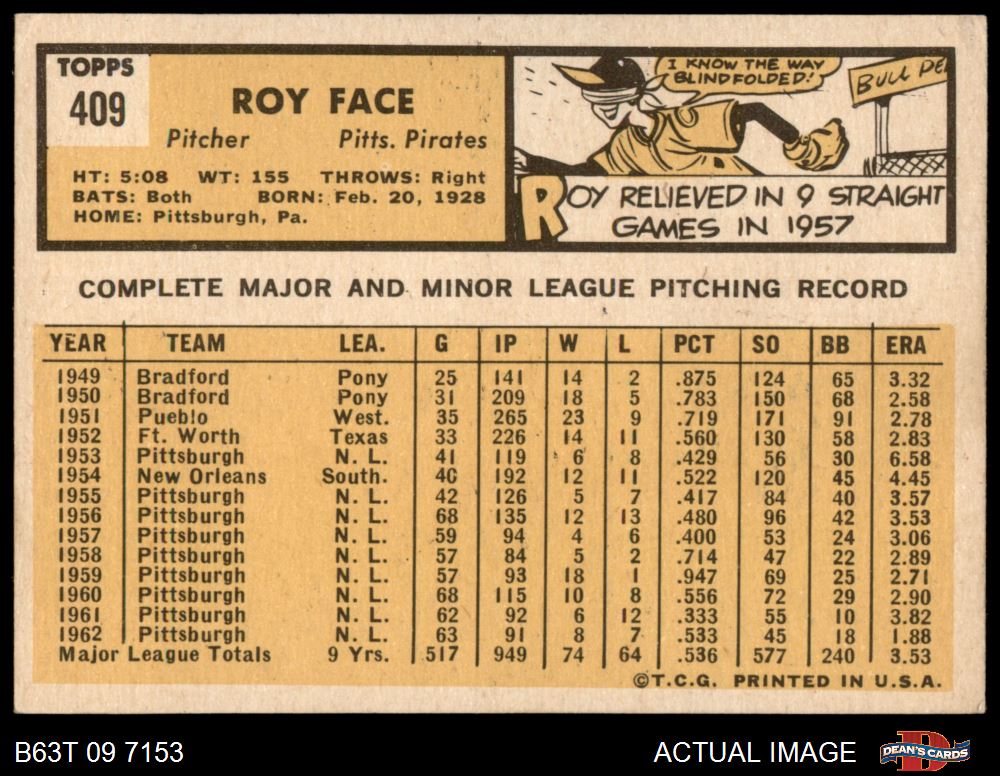 TOPPS
409
ROY FACE
Pitcher Pitts. Pirates
HT: 5:08 WT: 155 THROWS: Right
BATS: Both BORN: Feb. 20, 1928
HOME: Pittsburgh, Pa.
I KNOW THE WAY
BLINDFOLDED!
BULL PE
ROY RELIEVED IN 9 STRAIGHT
GAMES IN 1957
COMPLETE MAJOR AND MINOR LEAGUE PITCHING RECORD
YEAR TEAM LEA. G IP W L PCT SO BB ERA
1949 Bradford Pony 25 141 14 2 .875 124 65 3.32
1950 Bradford Pony 31 209 18 5 .783 150 68 2.58
1951 Pueblo West. 35 265 23 9 .719 171 91 2.78
1952 Ft. Worth Texas 33 226 14 11 .560 130 58 2.83
1953 Pittsburgh N. L. 41 119 6 8 .429 56 30 6.58
1954 New Orleans South. 40 192 12 11 .522 120 45 4.45
1955 Pittsburgh N. L. 42 126 5 7 .417 84 40 3.57
1956 Pittsburgh N. L. 68 135 12 13 .480 96 42 3.53
1957 Pittsburgh N. L. 59 94 4 6 .400 53 24 3.06
1958 Pittsburgh N. L. 57 84 5 2 .714 47 22 2.89
1959 Pittsburgh N. L. 57 93 18 1 .947 69 25 2.71
1960 Pittsburgh N. L. 68 115 10 8 .556 72 29 2.90
1961 Pittsburgh N. L. 62 92 6 12 .333 55 10 3.82
1962 Pittsburgh N. L. 63 91 8 7 .533 45 18 1.88
Major League Totals 9 Yrs. 517 949 74 64 .536 577 240 3.53
©T.C.G. PRINTED IN U.S.A.
B63T 09 7153 ACTUAL IMAGE DEAN'S CARDS